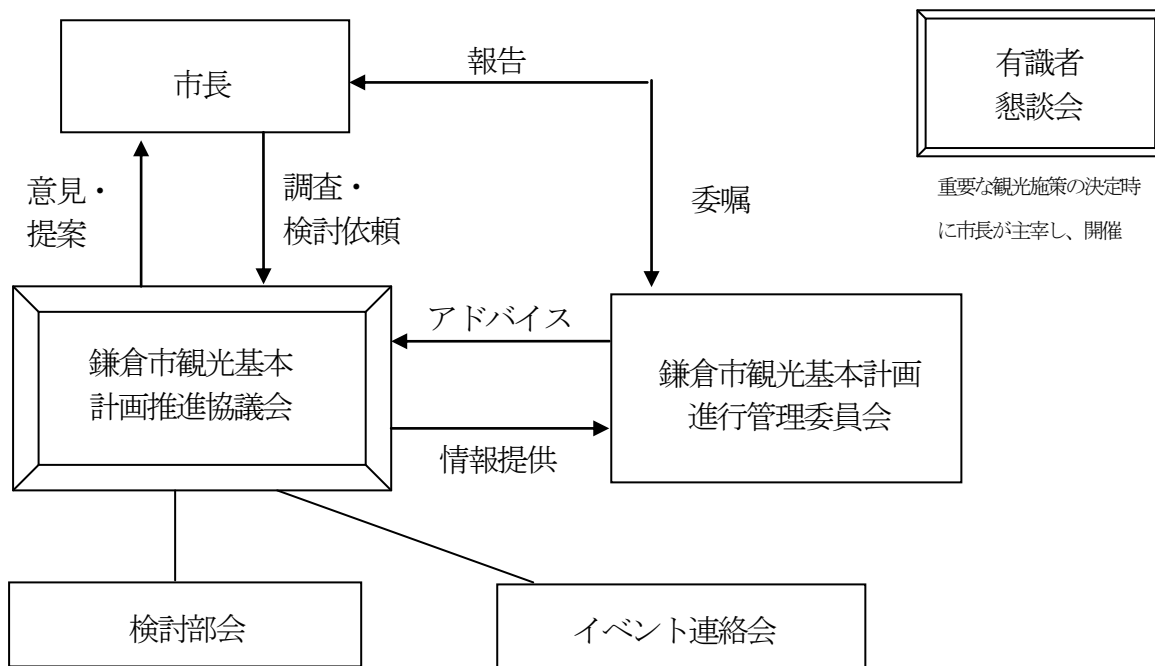 市長
報告
有識者
懇談会
重要な観光施策の決定時
に市長が主宰し、開催
意見・
提案
調査・
検討依頼
委嘱
鎌倉市観光基本
計画推進協議会
アドバイス
情報提供
鎌倉市観光基本計画
進行管理委員会
検討部会
イベント連絡会